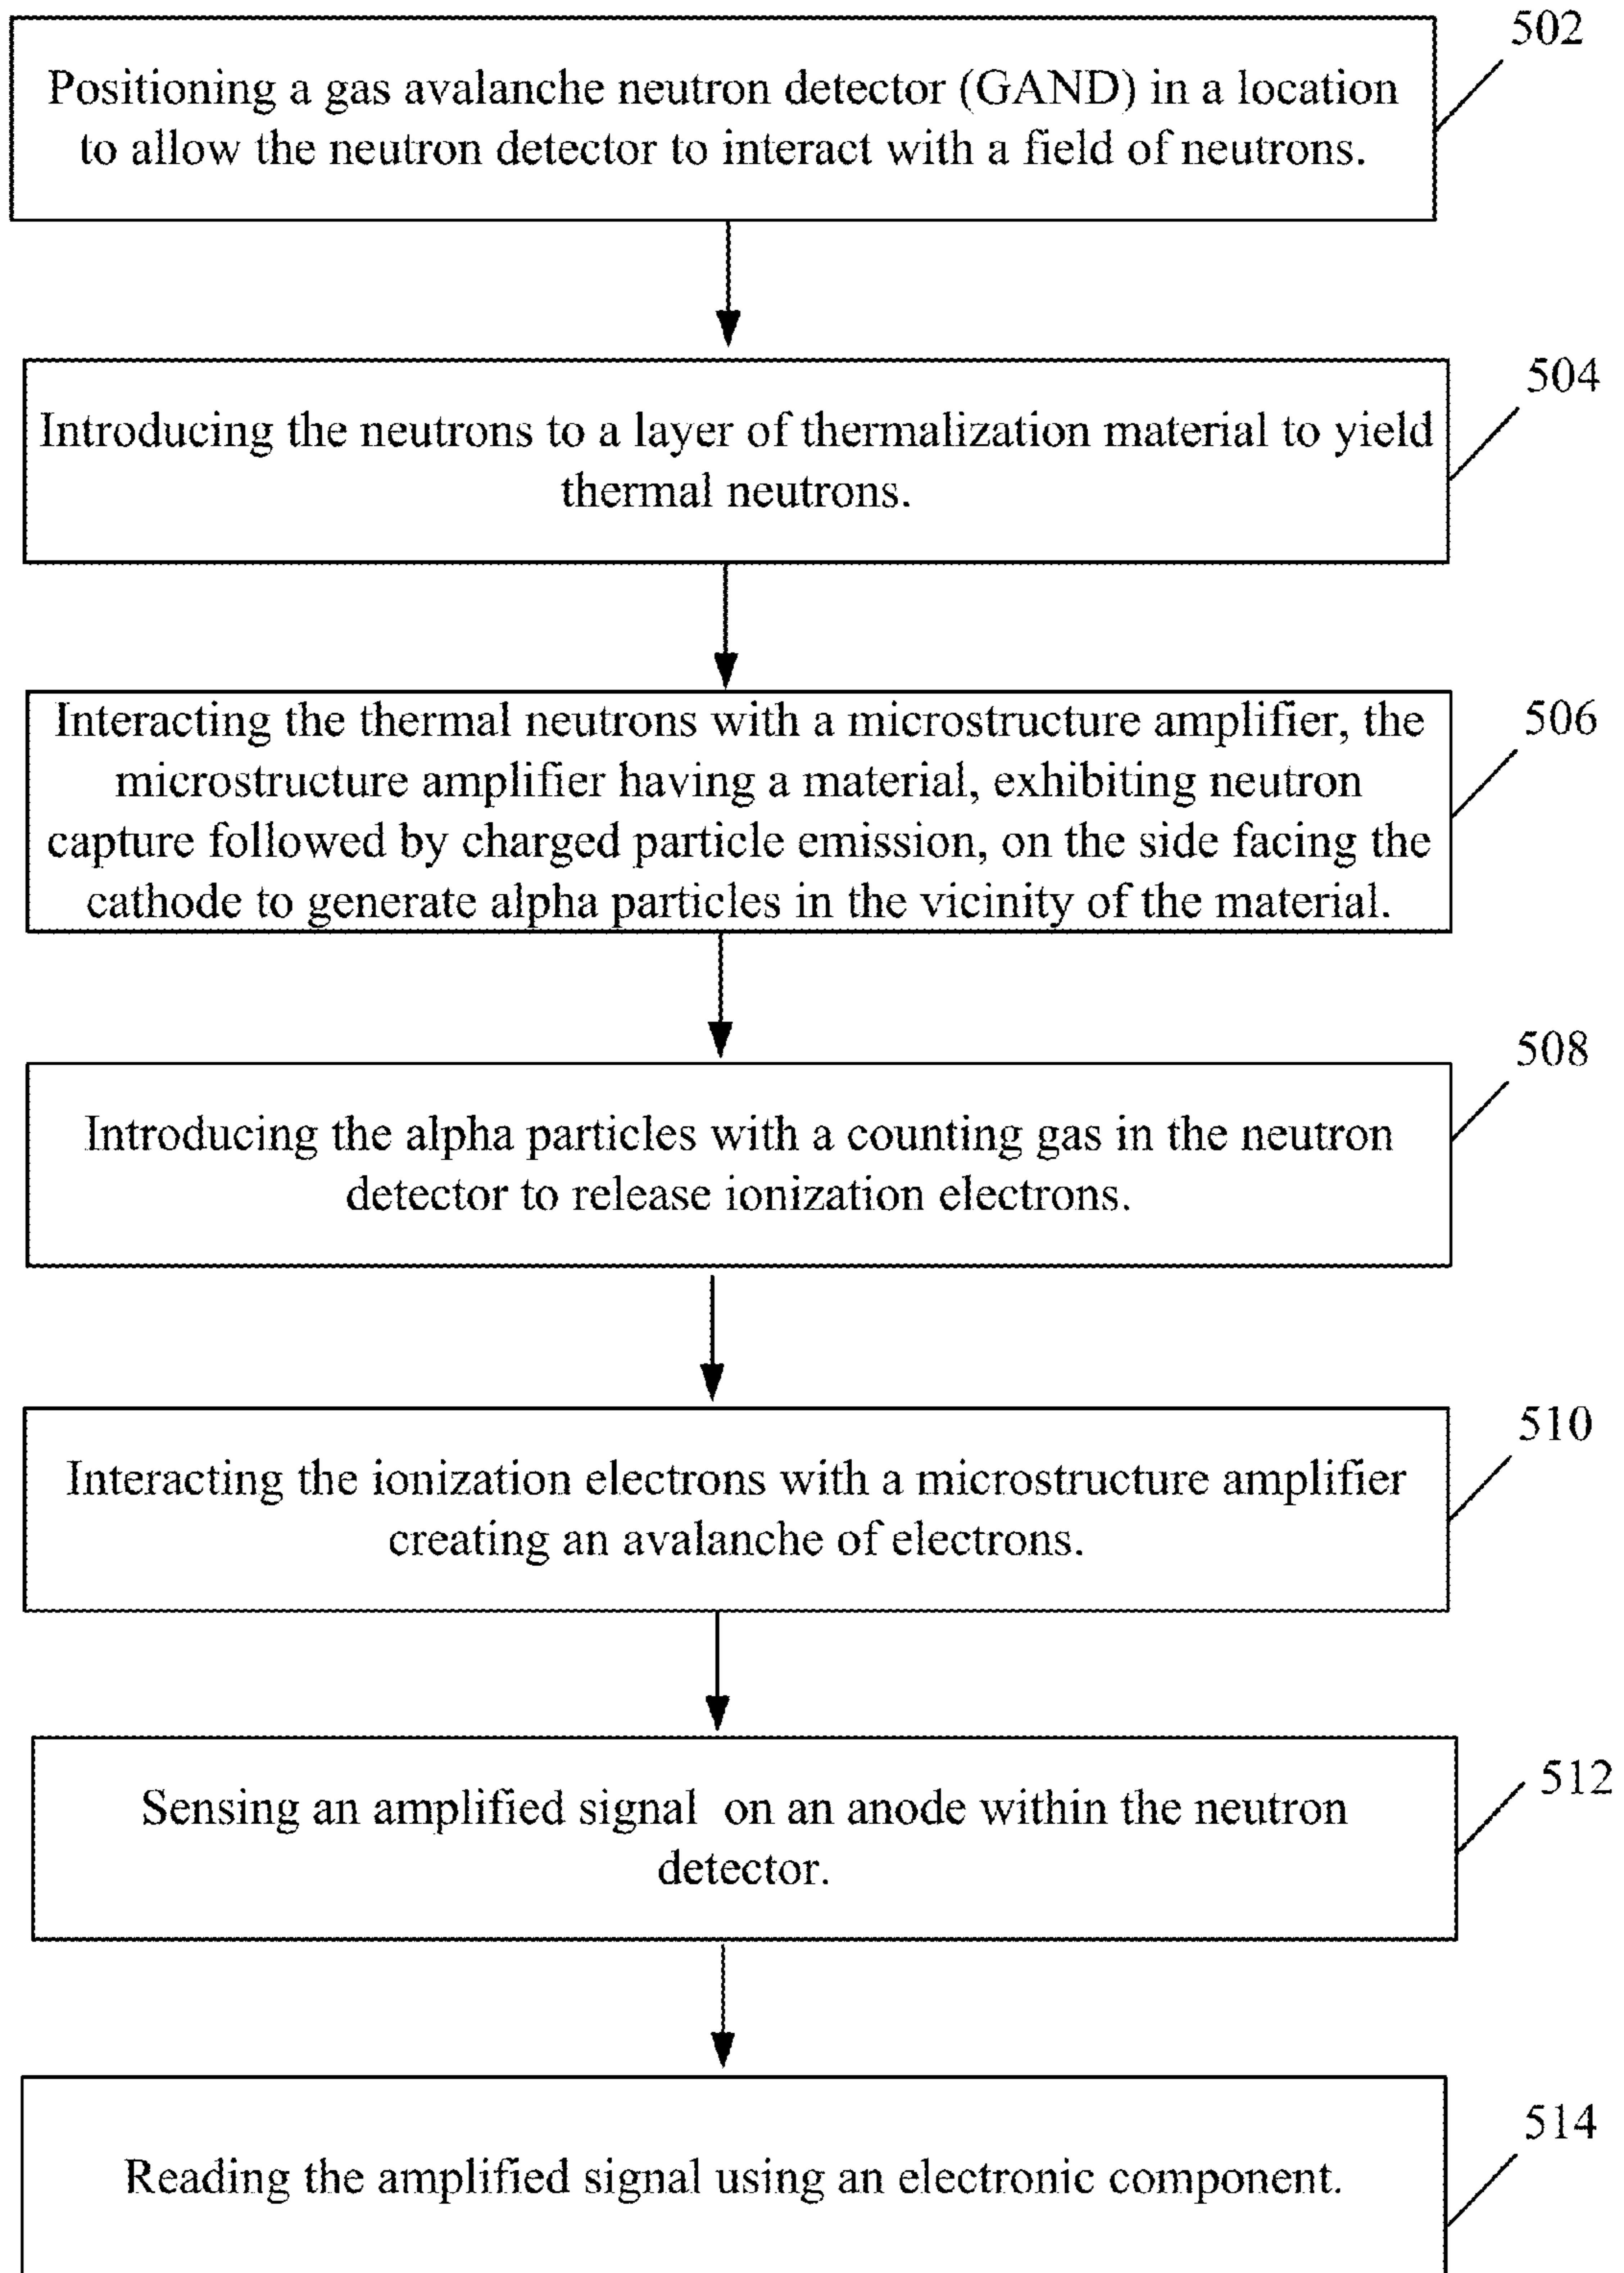 502
Positioning a gas avalanche neutron detector (GAND) in a location
to allow the neutron detector to interact with a field of neutrons.
504
Introducing the neutrons to a layer of thermalization material to yield
thermal neutrons.
506
Interacting the thermal neutrons with a microstructure amplifier, the
microstructure amplifier having a material, exhibiting neutron
capture followed by charged particle emission, on the side facing the
cathode to generate alpha particles in the vicinity of the material.
508
Introducing the alpha particles with a counting gas in the neutron
detector to release ionization electrons.
510
Interacting the ionization electrons with a microstructure amplifier
creating an avalanche of electrons.
512
Sensing an amplified signal on an anode within the neutron
detector.
514
Reading the amplified signal using an electronic component.